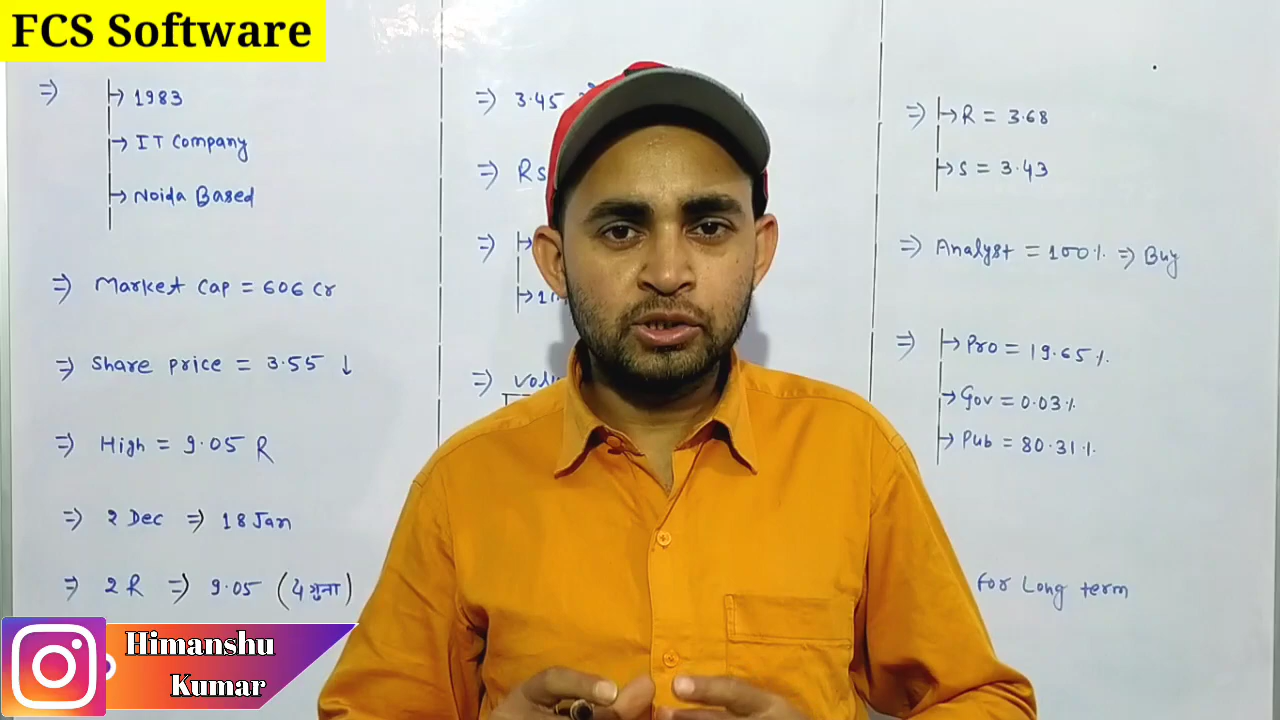 FCS Software
⇒ → 1983
→ IT Company
→ Noida Based
⇒ Market Cap = 606 Cr
⇒ Share price = 3.55 ↓
⇒ High = 9.05 R
⇒ 2 Dec ⇒ 18 Jan
⇒ 2 R ⇒ 9.05 (4 गुना)
⇒ 3.45
⇒ Rs
⇒
→ 1
⇒
⇒ → R = 3.68
→ S = 3.43
⇒ Analyst = 100% ⇒ Buy
⇒ → Pro = 19.65%
→ Gov = 0.03%
→ Pub = 80.31%
For Long term
Himanshu
Kumar